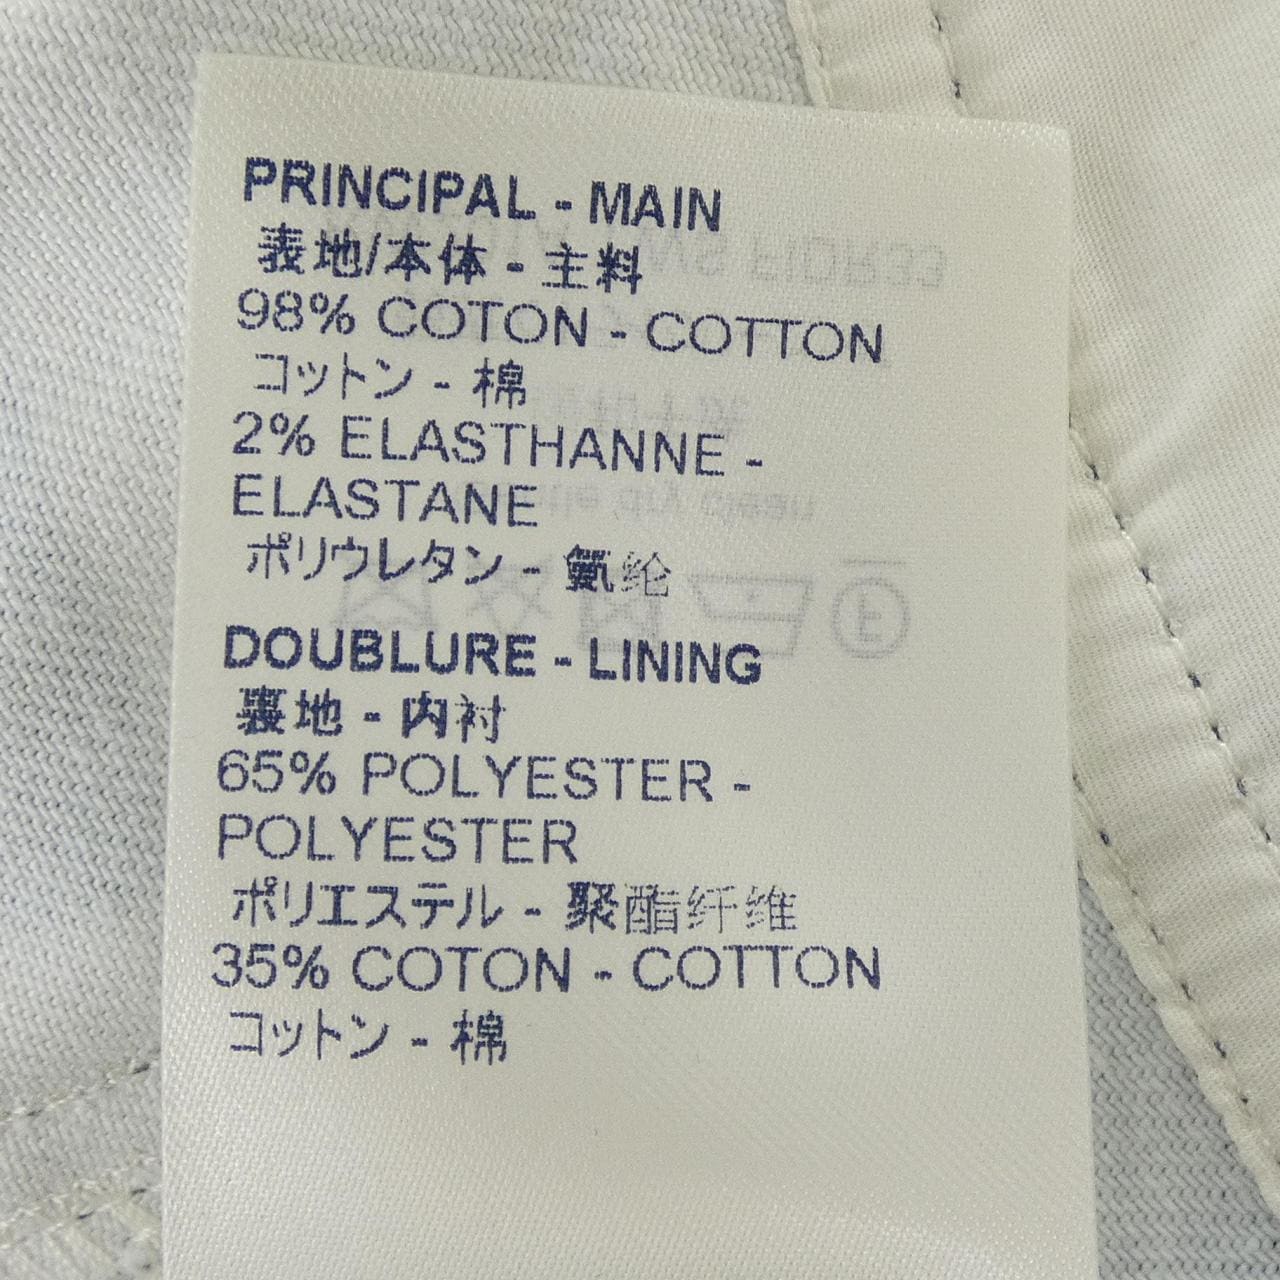 PRINCIPAL - MAIN
表地/本体 - 主料
98% COTON - COTTON
コットン - 棉
2% ELASTHANNE -
ELASTANE
ポリウレタン - 氨纶
DOUBLURE - LINING
裏地 - 内衬
65% POLYESTER -
POLYESTER
ポリエステル - 聚酯纤维
35% COTON - COTTON
コットン - 棉